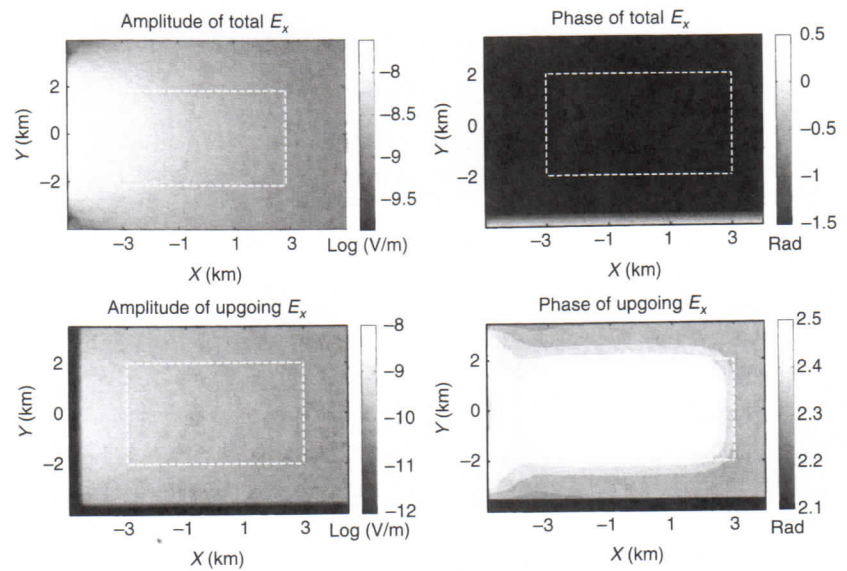 Amplitude of total Ex
Y (km)
2
0
−2
−3
−1
1
3
X (km)
−8
−8.5
−9
−9.5
Log (V/m)
Phase of total Ex
Y (km)
2
0
−2
−3
−1
1
3
X (km)
0.5
0
−0.5
−1
−1.5
Rad
Amplitude of upgoing Ex
Y (km)
2
0
−2
−3
−1
1
3
X (km)
−8
−9
−10
−11
−12
Log (V/m)
Phase of upgoing Ex
Y (km)
2
0
−2
−3
−1
1
3
X (km)
2.5
2.4
2.3
2.2
2.1
Rad